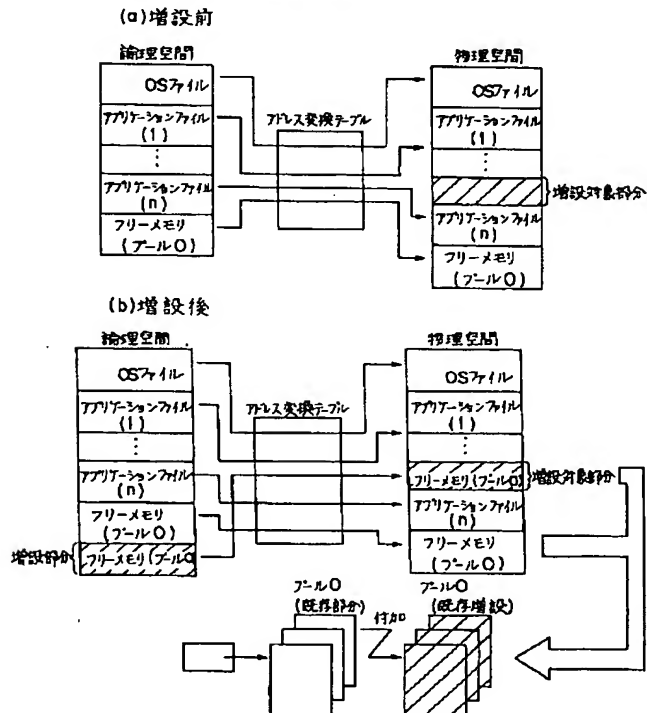 (a)増設前
論理空間
物理空間
OSファイル
OSファイル
アプリケーションファイル
(1)
アドレス変換テーブル
アプリケーションファイル
(1)
⋮
⋮
増設対象部分
アプリケーションファイル
(n)
アプリケーションファイル
(n)
フリーメモリ
(プール0)
フリーメモリ
(プール0)
(b)増設後
論理空間
物理空間
OSファイル
OSファイル
アプリケーションファイル
(1)
アドレス変換テーブル
アプリケーションファイル
(1)
⋮
⋮
アプリケーションファイル
(n)
フリーメモリ(プール0)
増設対象部分
アプリケーションファイル
(n)
フリーメモリ
(プール0)
増設部分
フリーメモリ(プール0
フリーメモリ
(プール0)
プール0
(既存部分)
付加
プール0
(既存増設)